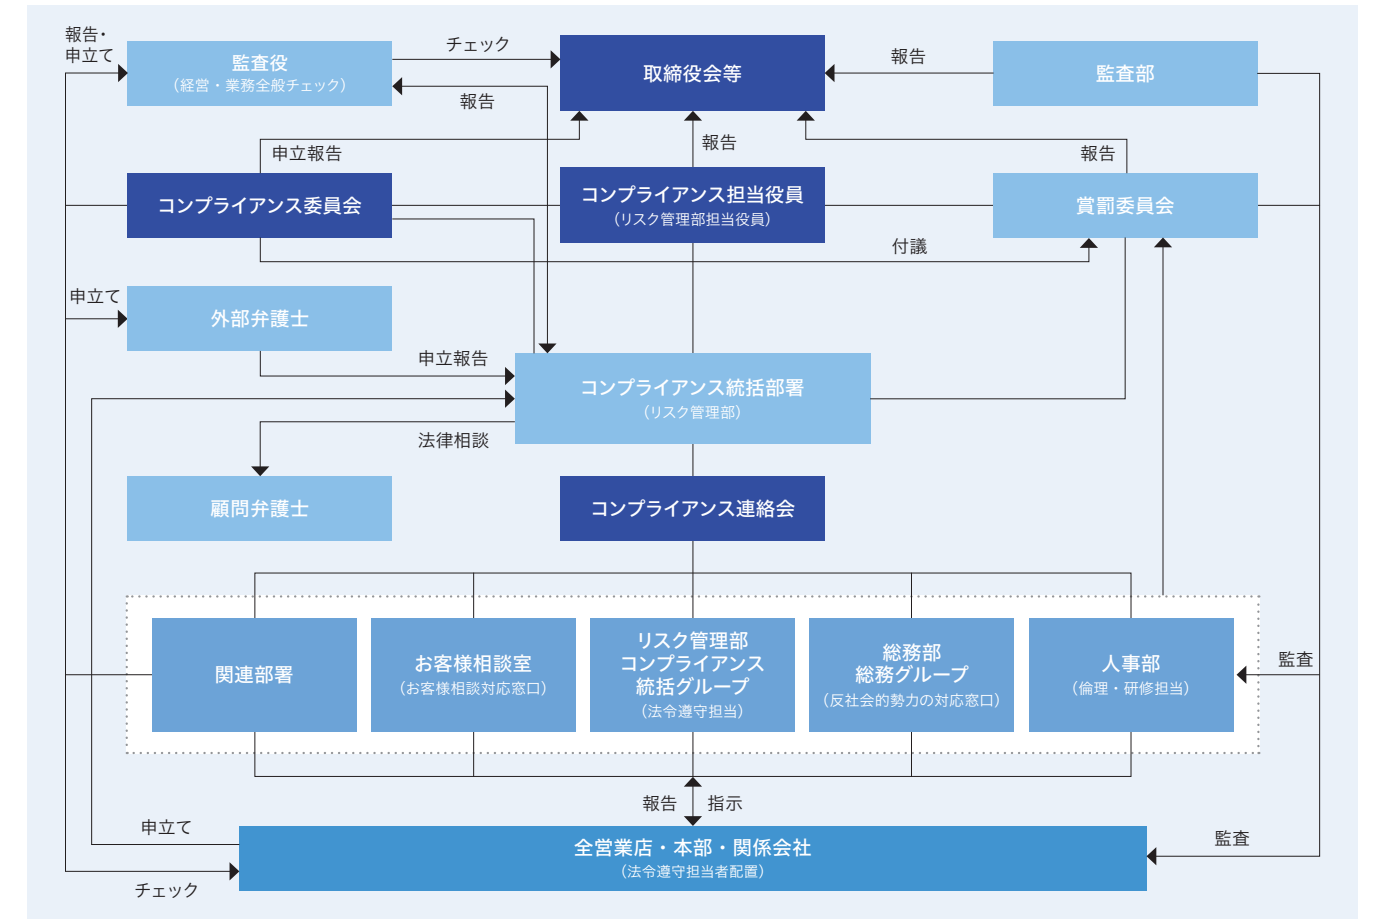 報告・
申立て
監査役
（経営・業務全般チェック）
チェック
報告
取締役会等
報告
監査部
申立報告
報告
報告
コンプライアンス委員会
コンプライアンス担当役員
（リスク管理部担当役員）
賞罰委員会
付議
申立て
外部弁護士
申立報告
コンプライアンス統括部署
（リスク管理部）
法律相談
顧問弁護士
コンプライアンス連絡会
関連部署
お客様相談室
（お客様相談対応窓口）
リスク管理部
コンプライアンス
統括グループ
（法令遵守担当）
総務部
総務グループ
（反社会的勢力の対応窓口）
人事部
（倫理・研修担当）
監査
報告
指示
申立て
全営業店・本部・関係会社
（法令遵守担当者配置）
監査
チェック